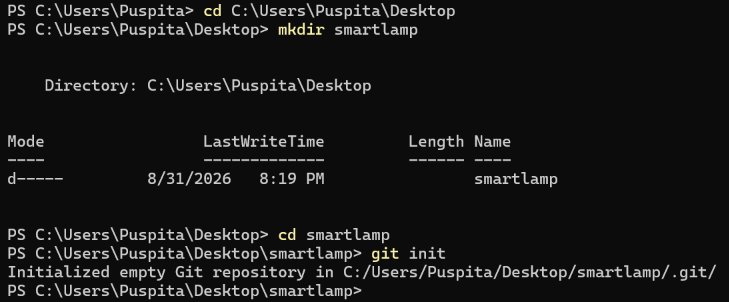 PS C:\Users\Puspita> cd C:\Users\Puspita\Desktop
PS C:\Users\Puspita\Desktop> mkdir smartlamp
Directory: C:\Users\Puspita\Desktop
Mode                LastWriteTime         Length Name
----                -------------         ------ ----
d-----        8/31/2026   8:19 PM                smartlamp
PS C:\Users\Puspita\Desktop> cd smartlamp
PS C:\Users\Puspita\Desktop\smartlamp> git init
Initialized empty Git repository in C:/Users/Puspita/Desktop/smartlamp/.git/
PS C:\Users\Puspita\Desktop\smartlamp>